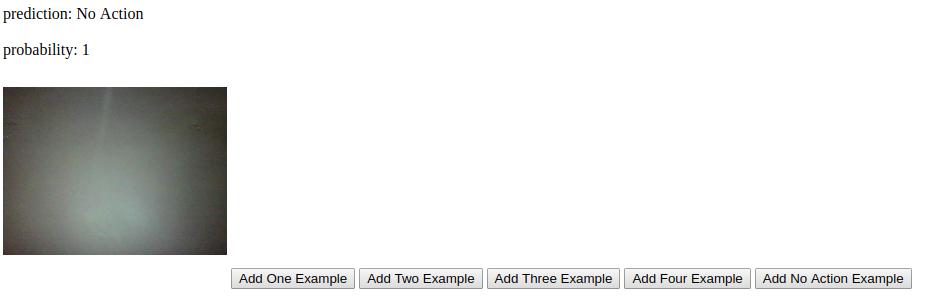 prediction: No Action
probability: 1
Add One Example Add Two Example Add Three Example Add Four Example Add No Action Example